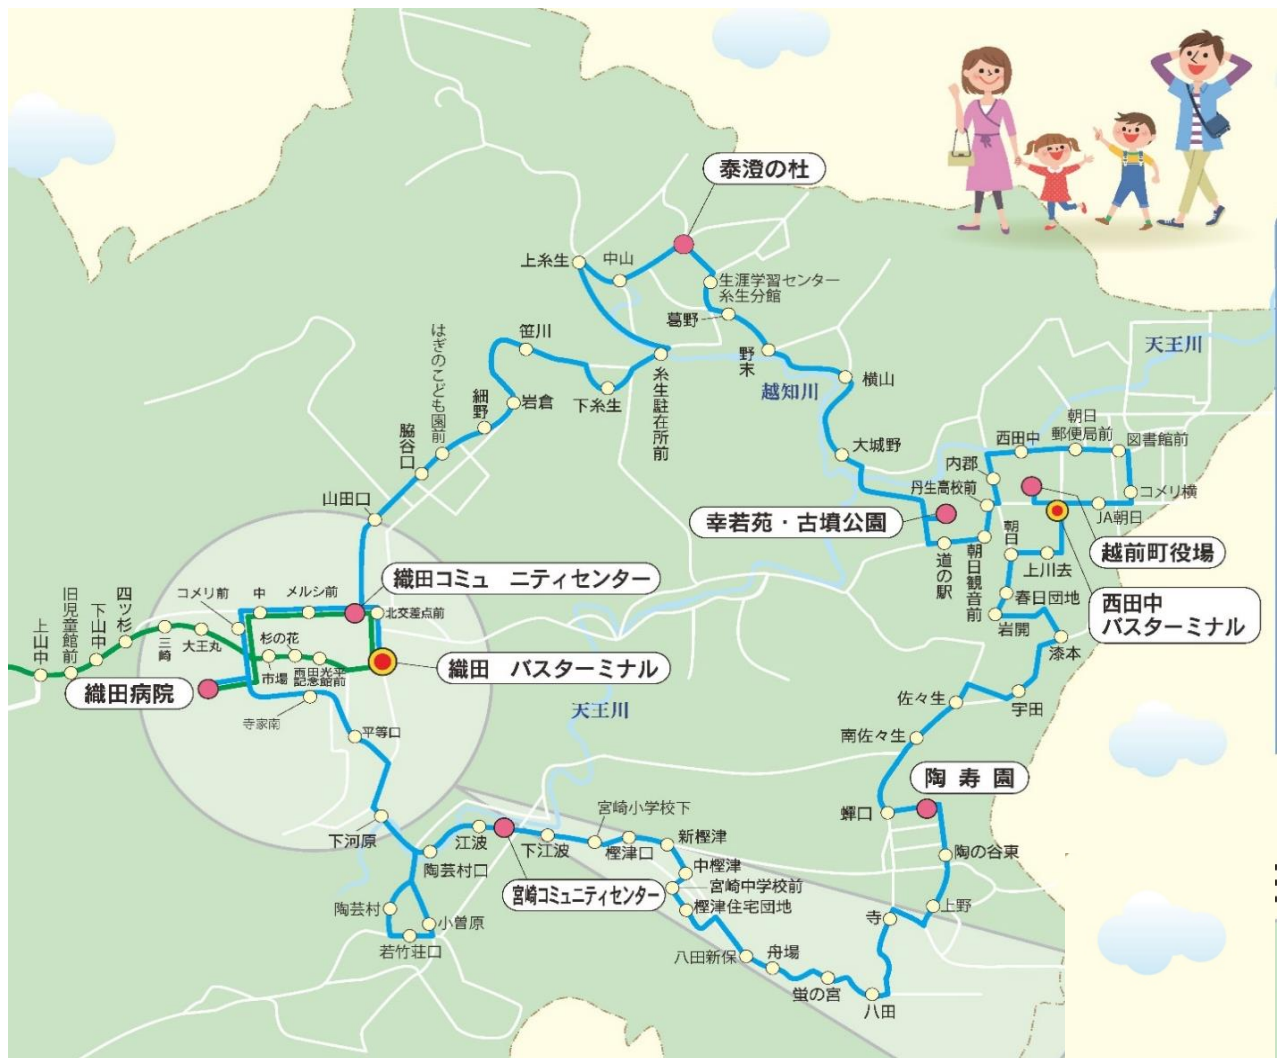 泰澄の杜
上糸生
中山
生涯学習センター
糸生分館
葛野
野末
横山
越知川
天王川
笹川
はぎのこども園前
細野
岩倉
下糸生
糸生駐在所前
脇谷口
山田口
大城野
西田中
朝日
郵便局前
図書館前
内郡
丹生高校前
コメリ横
JA朝日
幸若苑・古墳公園
越前町役場
道の駅
朝日観音前
朝日
上川去
西田中
バスターミナル
春日団地
岩開
漆本
織田コミュ ニティセンター
コメリ前
中
メルシ前
北交差点前
四ツ杉
下山中
旧児童館前
上山中
三崎
大王丸
杉の花
市場
雨田光平
記念館前
織田 バスターミナル
織田病院
寺家南
平等口
天王川
佐々生
宇田
南佐々生
陶 寿 園
蟬口
下河原
江波
下江波
宮崎小学校下
樫津口
新樫津
陶の谷東
陶芸村口
中樫津
宮崎中学校前
宮崎コミュニティセンター
樫津住宅団地
陶芸村
小曽原
若竹荘口
寺
上野
八田新保
舟場
蛍の宮
八田